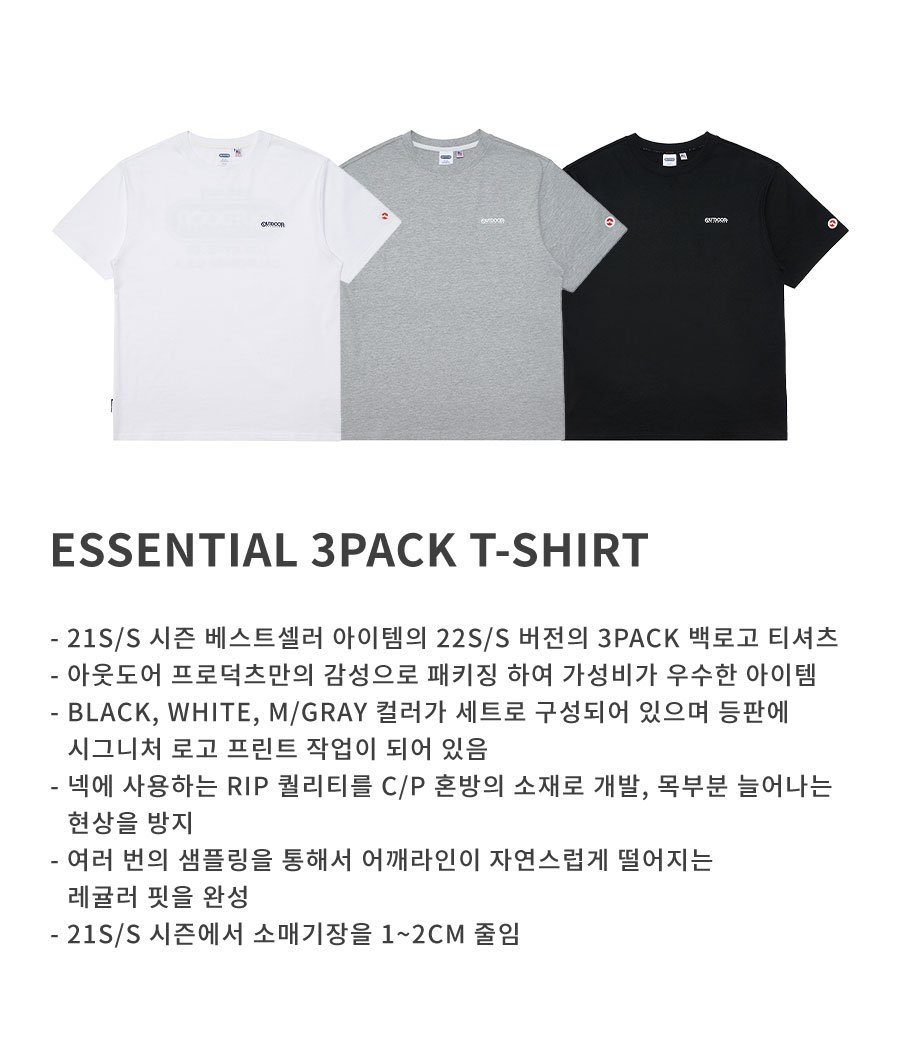 OUTDOOR
OUTDOOR
OUTDOOR
ESSENTIAL 3PACK T-SHIRT
- 21S/S 시즌 베스트셀러 아이템의 22S/S 버전의 3PACK 백로고 티셔츠
- 아웃도어 프로덕츠만의 감성으로 패키징 하여 가성비가 우수한 아이템
- BLACK, WHITE, M/GRAY 컬러가 세트로 구성되어 있으며 등판에
시그니처 로고 프린트 작업이 되어 있음
- 넥에 사용하는 RIP 퀄리티를 C/P 혼방의 소재로 개발, 목부분 늘어나는
현상을 방지
- 여러 번의 샘플링을 통해서 어깨라인이 자연스럽게 떨어지는
레귤러 핏을 완성
- 21S/S 시즌에서 소매기장을 1~2CM 줄임